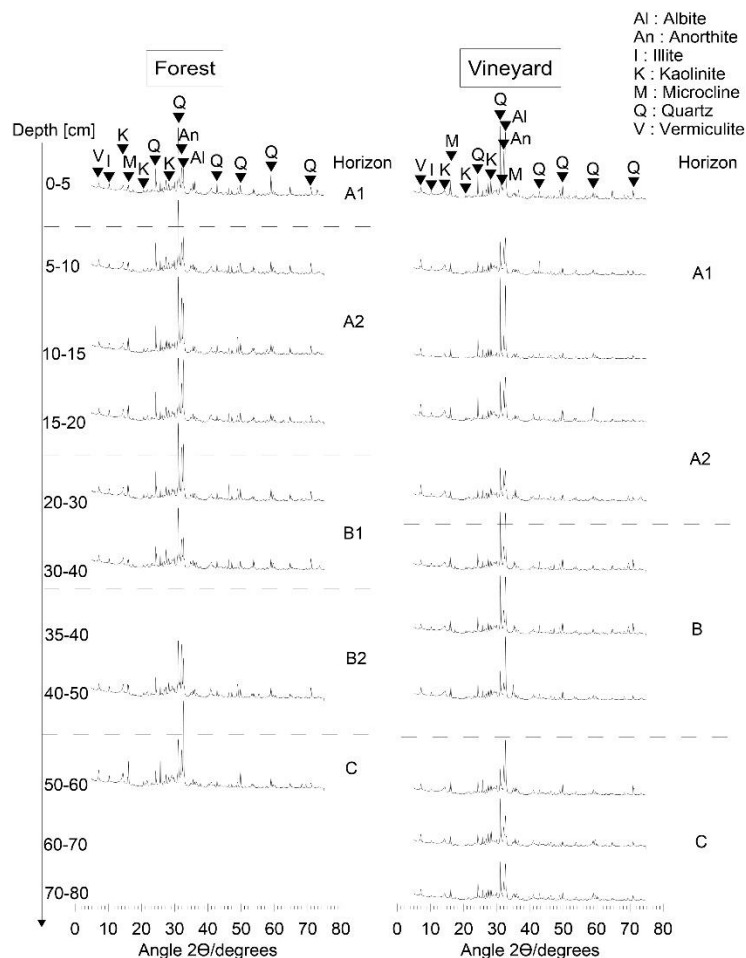 Al : Albite
An : Anorthite
I : Illite
K : Kaolinite
M : Microcline
Q : Quartz
V : Vermiculite
Forest
Vineyard
Depth [cm]
Q
K
Q
An
V I M K K Al Q Q Q Q
Horizon
Q
Al
M
An
V I K K Q K M Q Q Q Q
Horizon
0-5
A1
5-10
A1
A2
10-15
15-20
A2
20-30
B1
30-40
35-40
B
B2
40-50
C
50-60
60-70
C
70-80
0 10 20 30 40 50 60 70 80
0 10 20 30 40 50 60 70 80
Angle 2Θ/degrees
Angle 2Θ/degrees